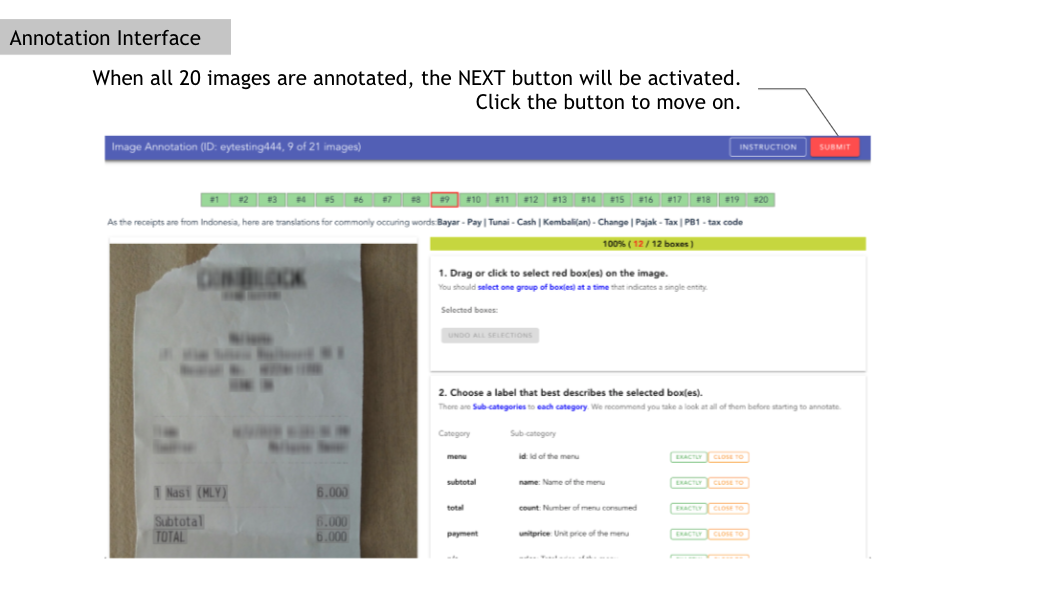 Annotation Interface
When all 20 images are annotated, the NEXT button will be activated.
Click the button to move on.
Image Annotation (ID: eytesting444, 9 of 21 images)
INSTRUCTION
SUBMIT
#1 #2 #3 #4 #5 #6 #7 #8 #9 #10 #11 #12 #13 #14 #15 #16 #17 #18 #19 #20
As the receipts are from Indonesia, here are translations for commonly occuring words:Bayar - Pay | Tunai - Cash | Kembali(an) - Change | Pajak - Tax | PB1 - tax code
100% ( 12 / 12 boxes )
1. Drag or click to select red box(es) on the image.
You should select one group of box(es) at a time that indicates a single entity.
Selected boxes:
UNDO ALL SELECTIONS
2. Choose a label that best describes the selected box(es).
There are Sub-categories to each category. We recommend you take a look at all of them before starting to annotate.
Category Sub-category
menu id: Id of the menu EXACTLY CLOSE TO
subtotal name: Name of the menu EXACTLY CLOSE TO
total count: Number of menu consumed EXACTLY CLOSE TO
payment unitprice: Unit price of the menu EXACTLY CLOSE TO
1 Nasi (MLY) 6.000
Subtotal 6.000
TOTAL 6.000